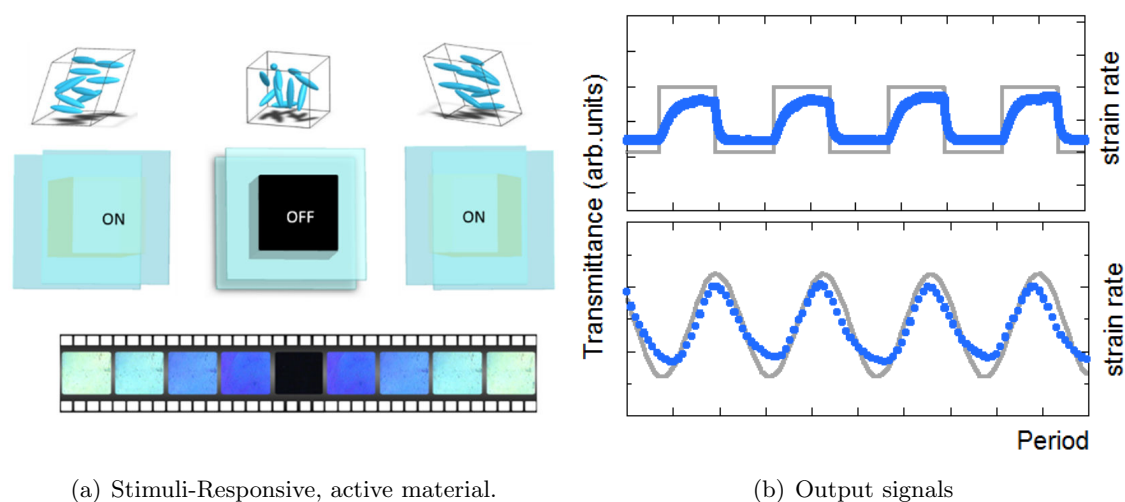 ON
OFF
ON
Transmittance (arb.units)
strain rate
strain rate
Period
(a) Stimuli-Responsive, active material.
(b) Output signals